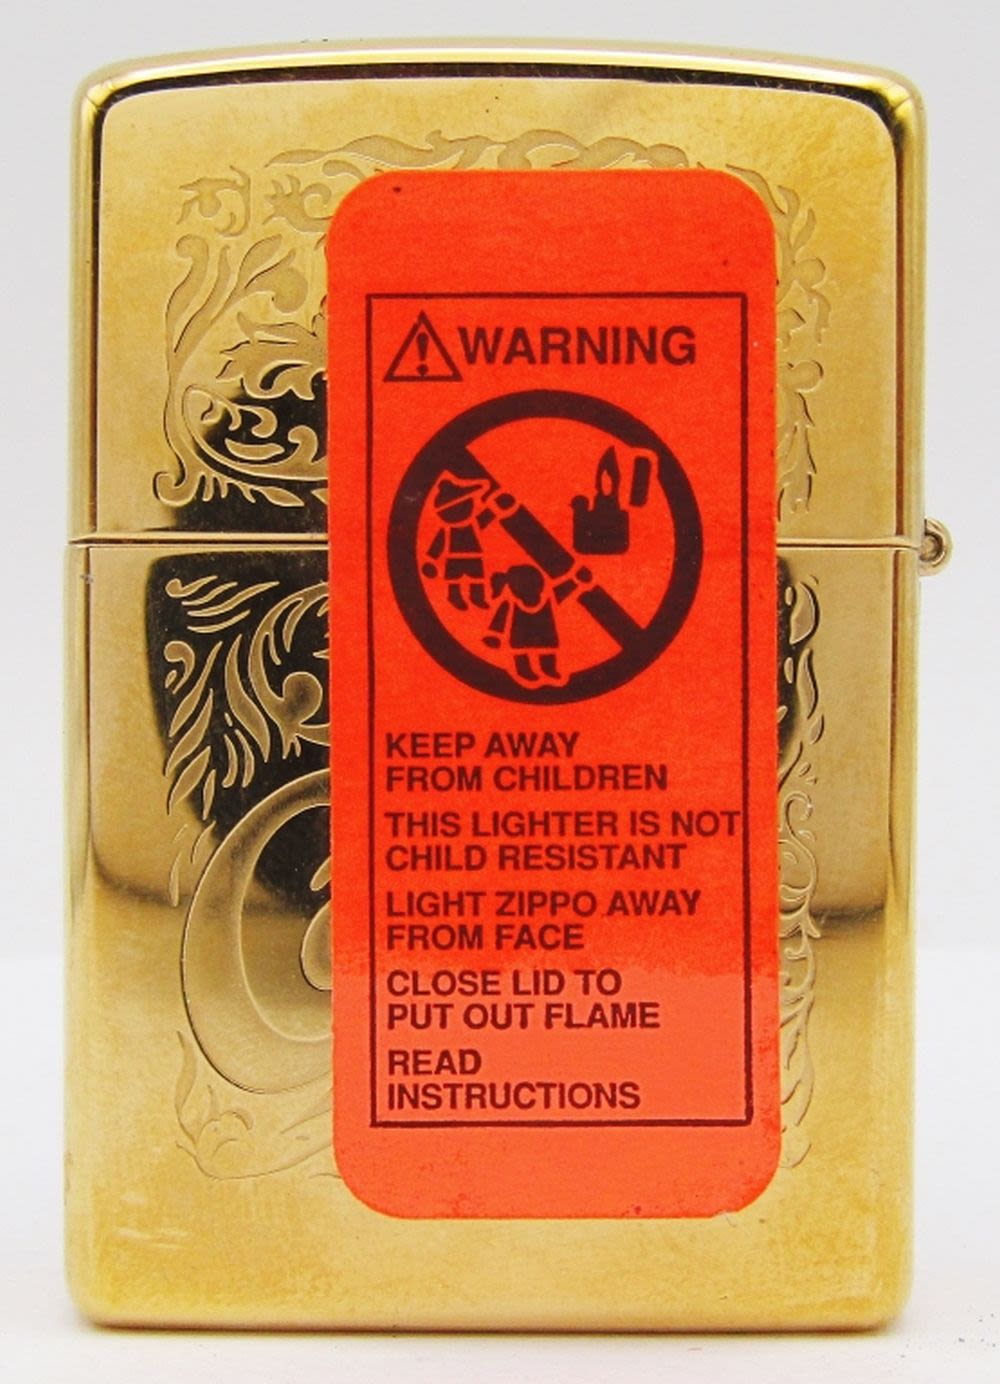 WARNING
KEEP AWAY
FROM CHILDREN
THIS LIGHTER IS NOT
CHILD RESISTANT
LIGHT ZIPPO AWAY
FROM FACE
CLOSE LID TO
PUT OUT FLAME
READ
INSTRUCTIONS